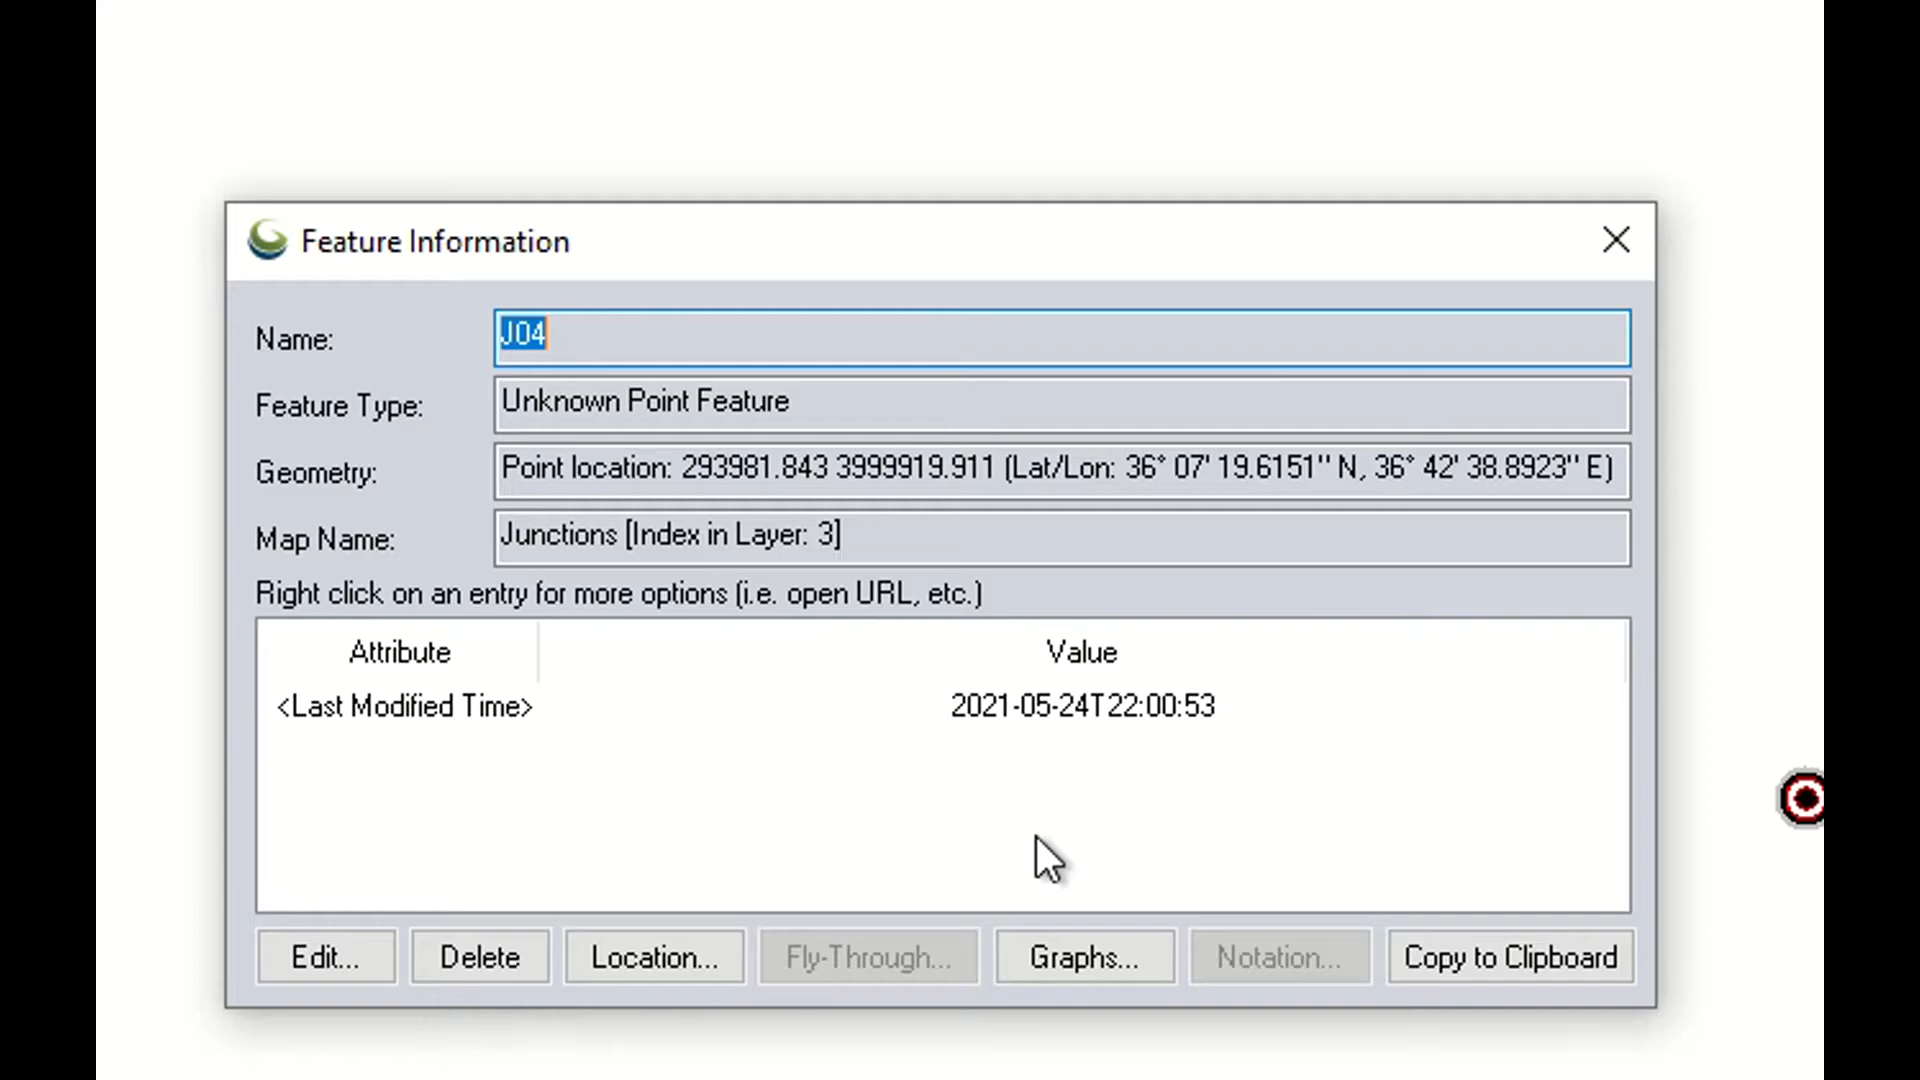 Feature Information
Name: J04
Feature Type: Unknown Point Feature
Geometry: Point location: 293981.843 3999919.911 (Lat/Lon: 36° 07' 19.6151" N, 36° 42' 38.8923" E)
Map Name: Junctions [Index in Layer: 3]
Right click on an entry for more options (i.e. open URL, etc.)
Attribute Value
<Last Modified Time> 2021-05-24T22:00:53
Edit... Delete Location... Fly-Through... Graphs... Notation... Copy to Clipboard